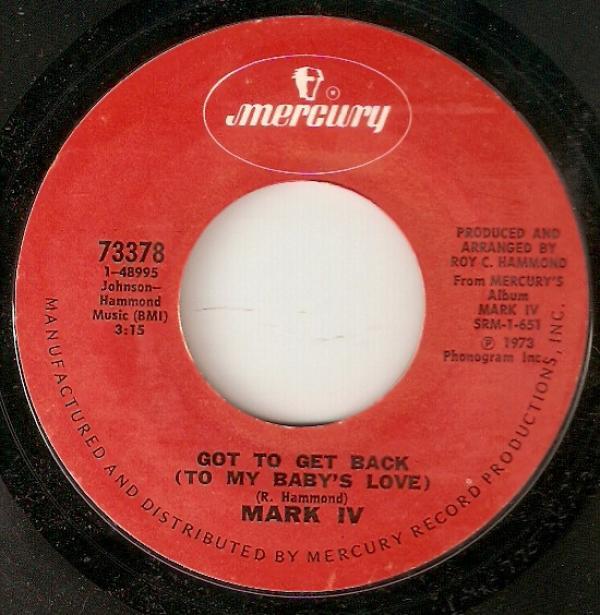 mercury
®
73378
1-48995
Johnson-
Hammond
Music (BMI)
3:15
PRODUCED AND
ARRANGED BY
ROY C. HAMMOND
From MERCURY'S
Album
MARK IV
SRM-1-651
℗ 1973
Phonogram Inc.
GOT TO GET BACK
(TO MY BABY'S LOVE)
(R. Hammond)
MARK IV
MANUFACTURED AND DISTRIBUTED BY MERCURY RECORD PRODUCTIONS, INC.